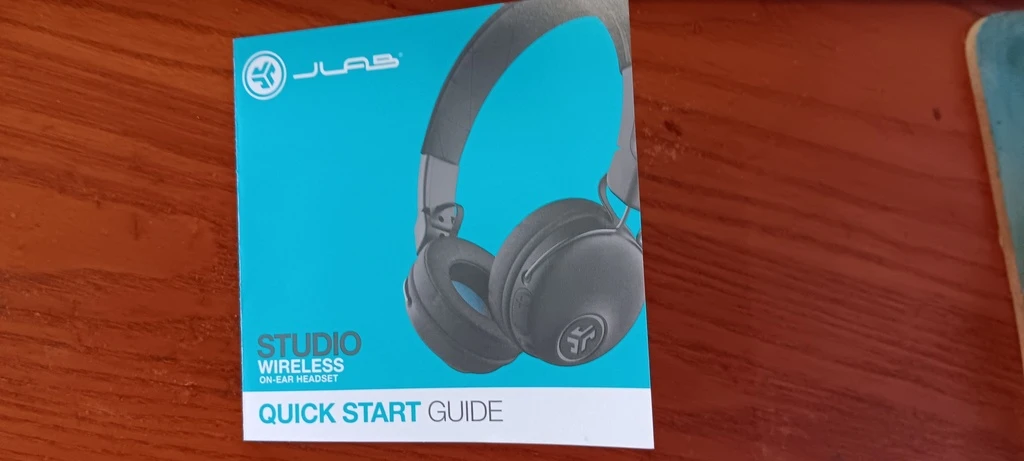 JLAB®
STUDIO
WIRELESS
ON-EAR HEADSET
QUICK START GUIDE